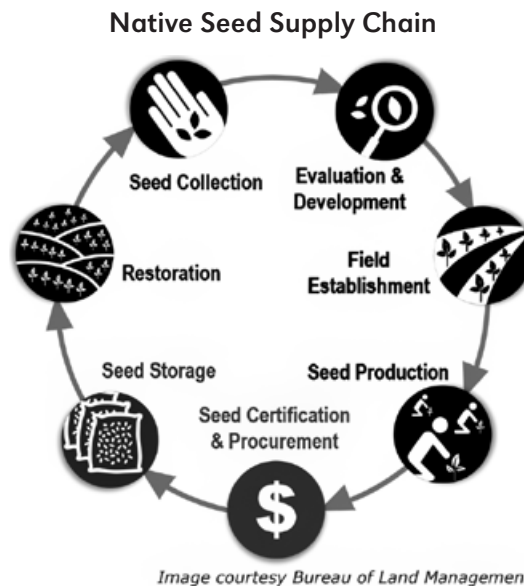 Native Seed Supply Chain
Seed Collection
Evaluation &
Development
Field
Establishment
Seed Production
Seed Certification
& Procurement
$
Seed Storage
Restoration
Image courtesy Bureau of Land Managemen